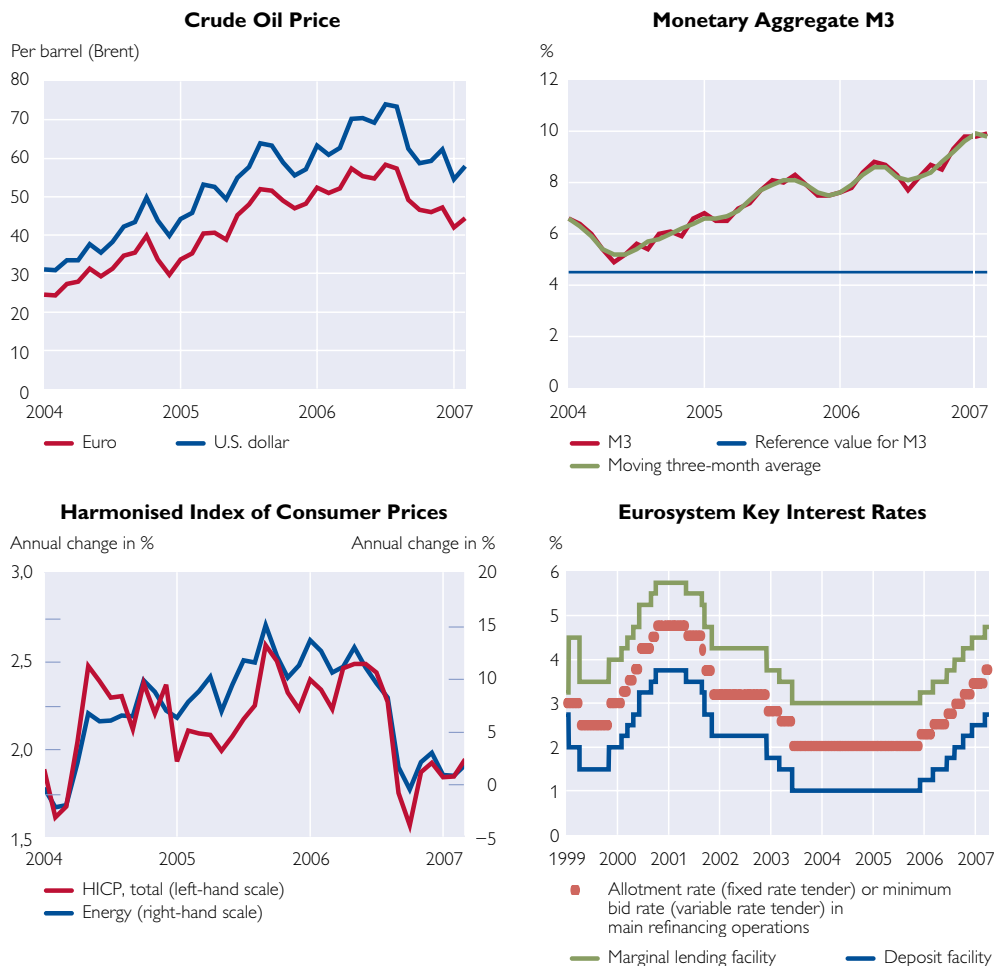 Crude Oil Price
Per barrel (Brent)
80
70
60
50
40
30
20
10
0
2004 2005 2006 2007
Euro U.S. dollar
Monetary Aggregate M3
%
12
10
8
6
4
2
0
2004 2005 2006 2007
M3 Reference value for M3
Moving three-month average
Harmonised Index of Consumer Prices
Annual change in % Annual change in %
3,0 20
15
2,5
10
2,0 5
0
1,5 −5
2004 2005 2006 2007
HICP, total (left-hand scale)
Energy (right-hand scale)
Eurosystem Key Interest Rates
%
6
5
4
3
2
1
0
1999 2000 2001 2002 2003 2004 2005 2006 2007
Allotment rate (fixed rate tender) or minimum
bid rate (variable rate tender) in
main refinancing operations
Marginal lending facility Deposit facility